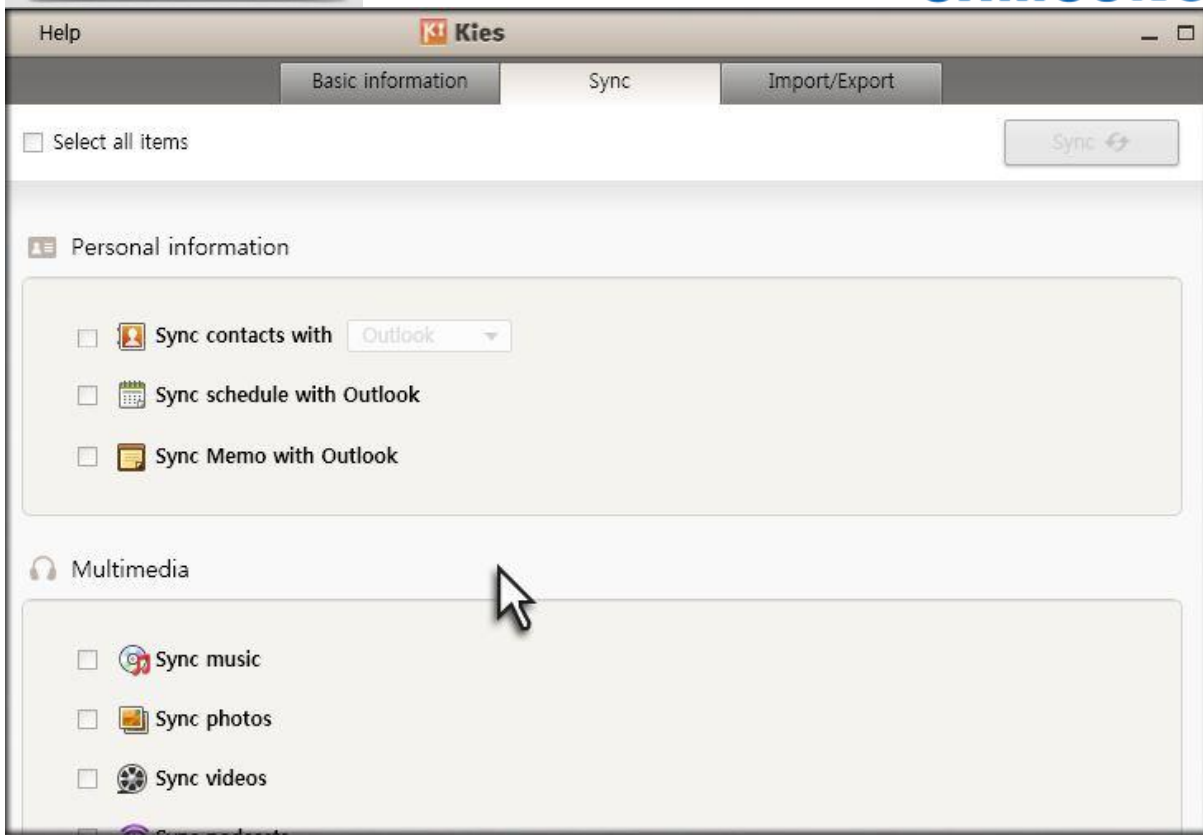 Help
Kies
Basic information
Sync
Import/Export
Select all items
Sync
Personal information
Sync contacts with
Outlook
Sync schedule with Outlook
Sync Memo with Outlook
Multimedia
Sync music
Sync photos
Sync videos